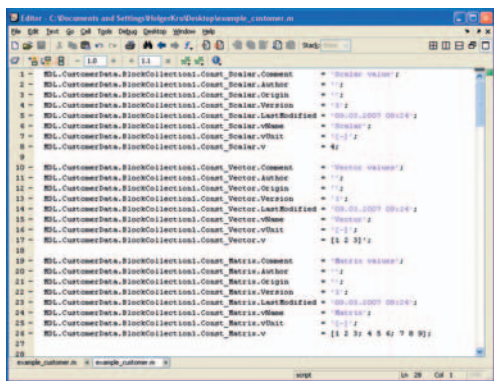 Editor - C:\Documents and Settings\HolgerKru\Desktop\example_customer.m
File Edit Text Go Cell Tools Debug Desktop Window Help
Stack:
- 1.0 + ÷ 1.1 ×
1 - MDL.CustomerData.BlockCollection1.Const_Scalar.Comment = 'Scalar value';
2 - MDL.CustomerData.BlockCollection1.Const_Scalar.Author = '';
3 - MDL.CustomerData.BlockCollection1.Const_Scalar.Origin = '';
4 - MDL.CustomerData.BlockCollection1.Const_Scalar.Version = '1';
5 - MDL.CustomerData.BlockCollection1.Const_Scalar.LastModified = '09.03.2007 09:24';
6 - MDL.CustomerData.BlockCollection1.Const_Scalar.vName = 'Scalar';
7 - MDL.CustomerData.BlockCollection1.Const_Scalar.vUnit = '[-]';
8 - MDL.CustomerData.BlockCollection1.Const_Scalar.v = 4;
9
10 - MDL.CustomerData.BlockCollection1.Const_Vector.Comment = 'Vector values';
11 - MDL.CustomerData.BlockCollection1.Const_Vector.Author = '';
12 - MDL.CustomerData.BlockCollection1.Const_Vector.Origin = '';
13 - MDL.CustomerData.BlockCollection1.Const_Vector.Version = '1';
14 - MDL.CustomerData.BlockCollection1.Const_Vector.LastModified = '09.03.2007 09:24';
15 - MDL.CustomerData.BlockCollection1.Const_Vector.vName = 'Vector';
16 - MDL.CustomerData.BlockCollection1.Const_Vector.vUnit = '[-]';
17 - MDL.CustomerData.BlockCollection1.Const_Vector.v = [1 2 3]';
18
19 - MDL.CustomerData.BlockCollection1.Const_Matrix.Comment = 'Matrix values';
20 - MDL.CustomerData.BlockCollection1.Const_Matrix.Author = '';
21 - MDL.CustomerData.BlockCollection1.Const_Matrix.Origin = '';
22 - MDL.CustomerData.BlockCollection1.Const_Matrix.Version = '1';
23 - MDL.CustomerData.BlockCollection1.Const_Matrix.LastModified = '09.03.2007 09:24';
24 - MDL.CustomerData.BlockCollection1.Const_Matrix.vName = 'Matrix';
25 - MDL.CustomerData.BlockCollection1.Const_Matrix.vUnit = '[-]';
26 - MDL.CustomerData.BlockCollection1.Const_Matrix.v = [1 2 3; 4 5 6; 7 8 9];
27
28
example_customer.m × example_customer.m ×
script Ln 28 Col 1